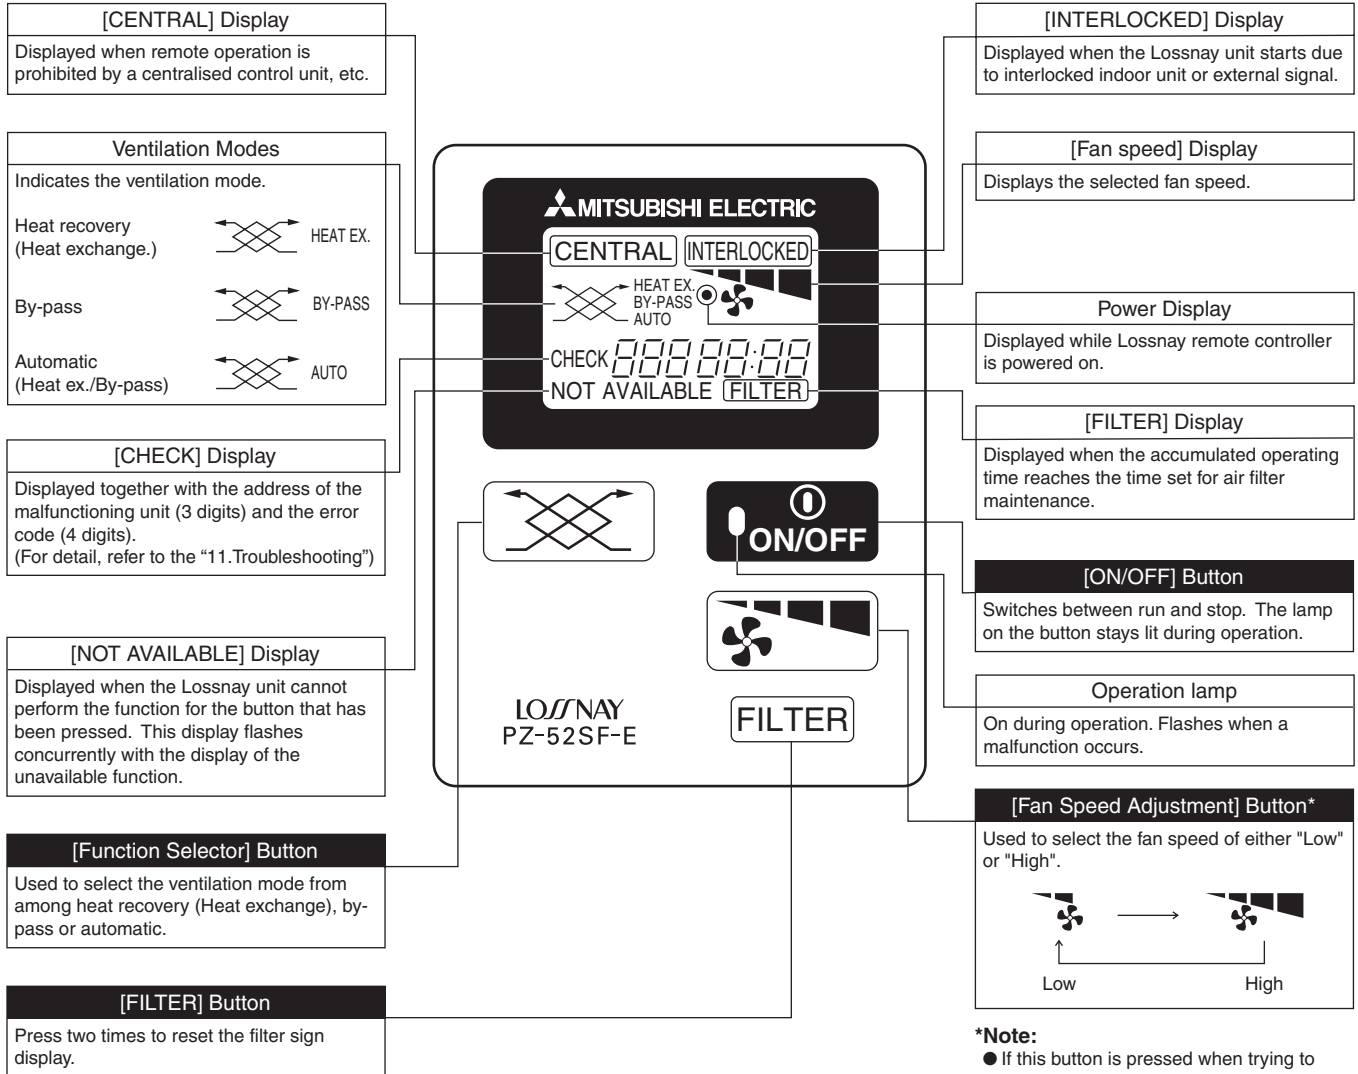 [CENTRAL] Display
Displayed when remote operation is
prohibited by a centralised control unit, etc.
Ventilation Modes
Indicates the ventilation mode.
Heat recovery
(Heat exchange.)
HEAT EX.
By-pass
BY-PASS
Automatic
(Heat ex./By-pass)
AUTO
[CHECK] Display
Displayed together with the address of the
malfunctioning unit (3 digits) and the error
code (4 digits).
(For detail, refer to the “11.Troubleshooting”)
[NOT AVAILABLE] Display
Displayed when the Lossnay unit cannot
perform the function for the button that has
been pressed. This display flashes
concurrently with the display of the
unavailable function.
[Function Selector] Button
Used to select the ventilation mode from
among heat recovery (Heat exchange), by-
pass or automatic.
[FILTER] Button
Press two times to reset the filter sign
display.
MITSUBISHI ELECTRIC
CENTRAL INTERLOCKED
HEAT EX.
BY-PASS
AUTO
CHECK 888 88:88
NOT AVAILABLE FILTER
ON/OFF
LOSSNAY
PZ-52SF-E
FILTER
[INTERLOCKED] Display
Displayed when the Lossnay unit starts due
to interlocked indoor unit or external signal.
[Fan speed] Display
Displays the selected fan speed.
Power Display
Displayed while Lossnay remote controller
is powered on.
[FILTER] Display
Displayed when the accumulated operating
time reaches the time set for air filter
maintenance.
[ON/OFF] Button
Switches between run and stop. The lamp
on the button stays lit during operation.
Operation lamp
On during operation. Flashes when a
malfunction occurs.
[Fan Speed Adjustment] Button*
Used to select the fan speed of either "Low"
or "High".
Low High
*Note:
● If this button is pressed when trying to